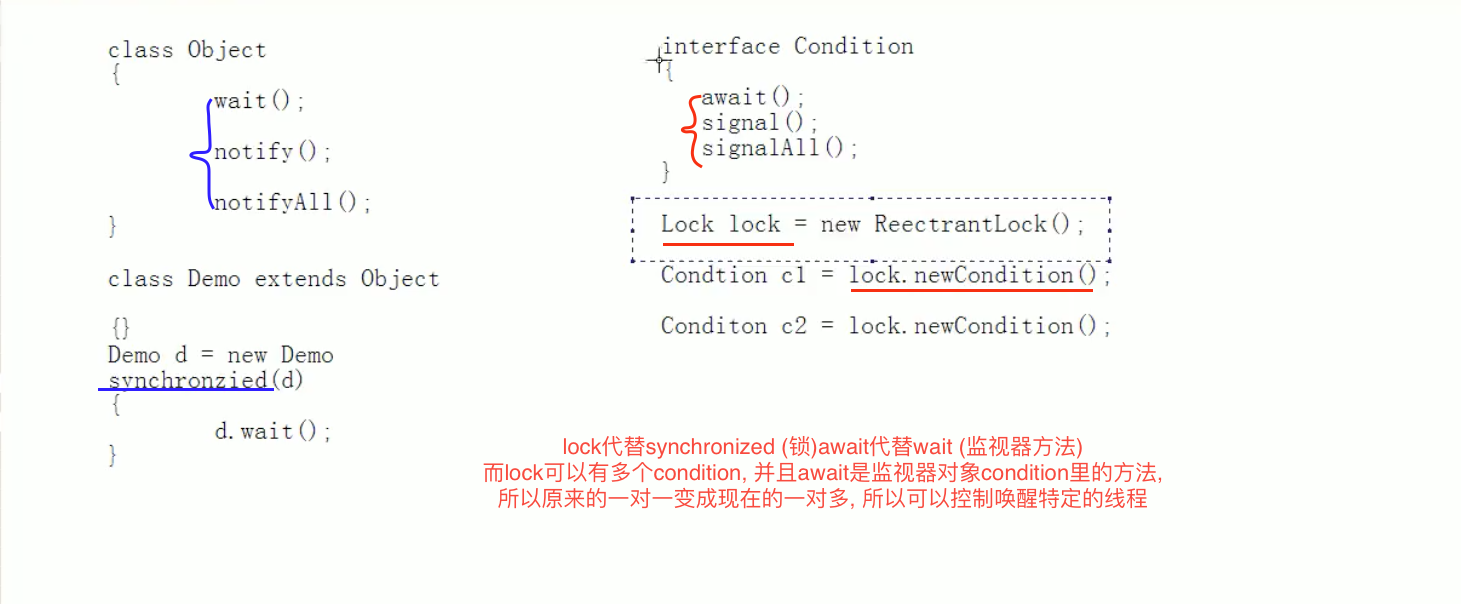 class Object
{
wait();
notify();
notifyAll();
}
class Demo extends Object
{}
Demo d = new Demo
synchronzied(d)
{
d.wait();
}
interface Condition
{
await();
signal();
signalAll();
}
Lock lock = new ReectrantLock();
Condtion c1 = lock.newCondition();
Conditon c2 = lock.newCondition();
lock代替synchronized (锁)await代替wait (监视器方法)
而lock可以有多个condition, 并且await是监视器对象condition里的方法,
所以原来的一对一变成现在的一对多, 所以可以控制唤醒特定的线程